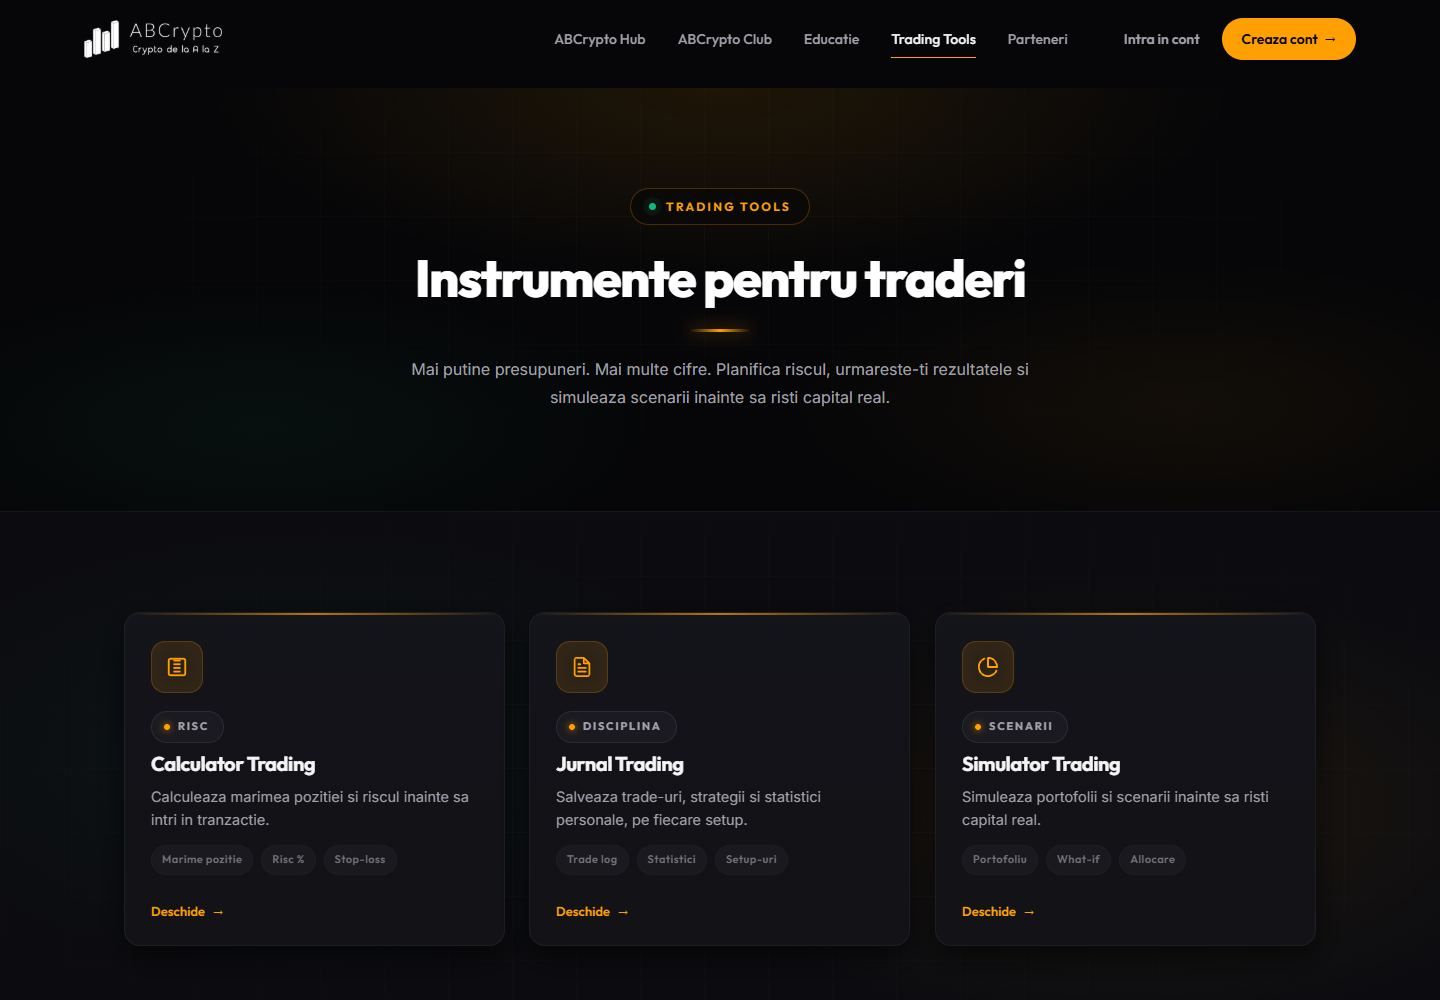 ABCrypto
Crypto de la A la Z
ABCrypto Hub
ABCrypto Club
Educatie
Trading Tools
Parteneri
Intra in cont
Creaza cont →
TRADING TOOLS
Instrumente pentru traderi
Mai putine presupuneri. Mai multe cifre. Planifica riscul, urmareste-ti rezultatele si
simuleaza scenarii inainte sa risti capital real.
RISC
Calculator Trading
Calculeaza marimea pozitiei si riscul inainte sa
intri in tranzactie.
Marime pozitie
Risc %
Stop-loss
Deschide →
DISCIPLINA
Jurnal Trading
Salveaza trade-uri, strategii si statistici
personale, pe fiecare setup.
Trade log
Statistici
Setup-uri
Deschide →
SCENARII
Simulator Trading
Simuleaza portofolii si scenarii inainte sa risti
capital real.
Portofoliu
What-if
Allocare
Deschide →